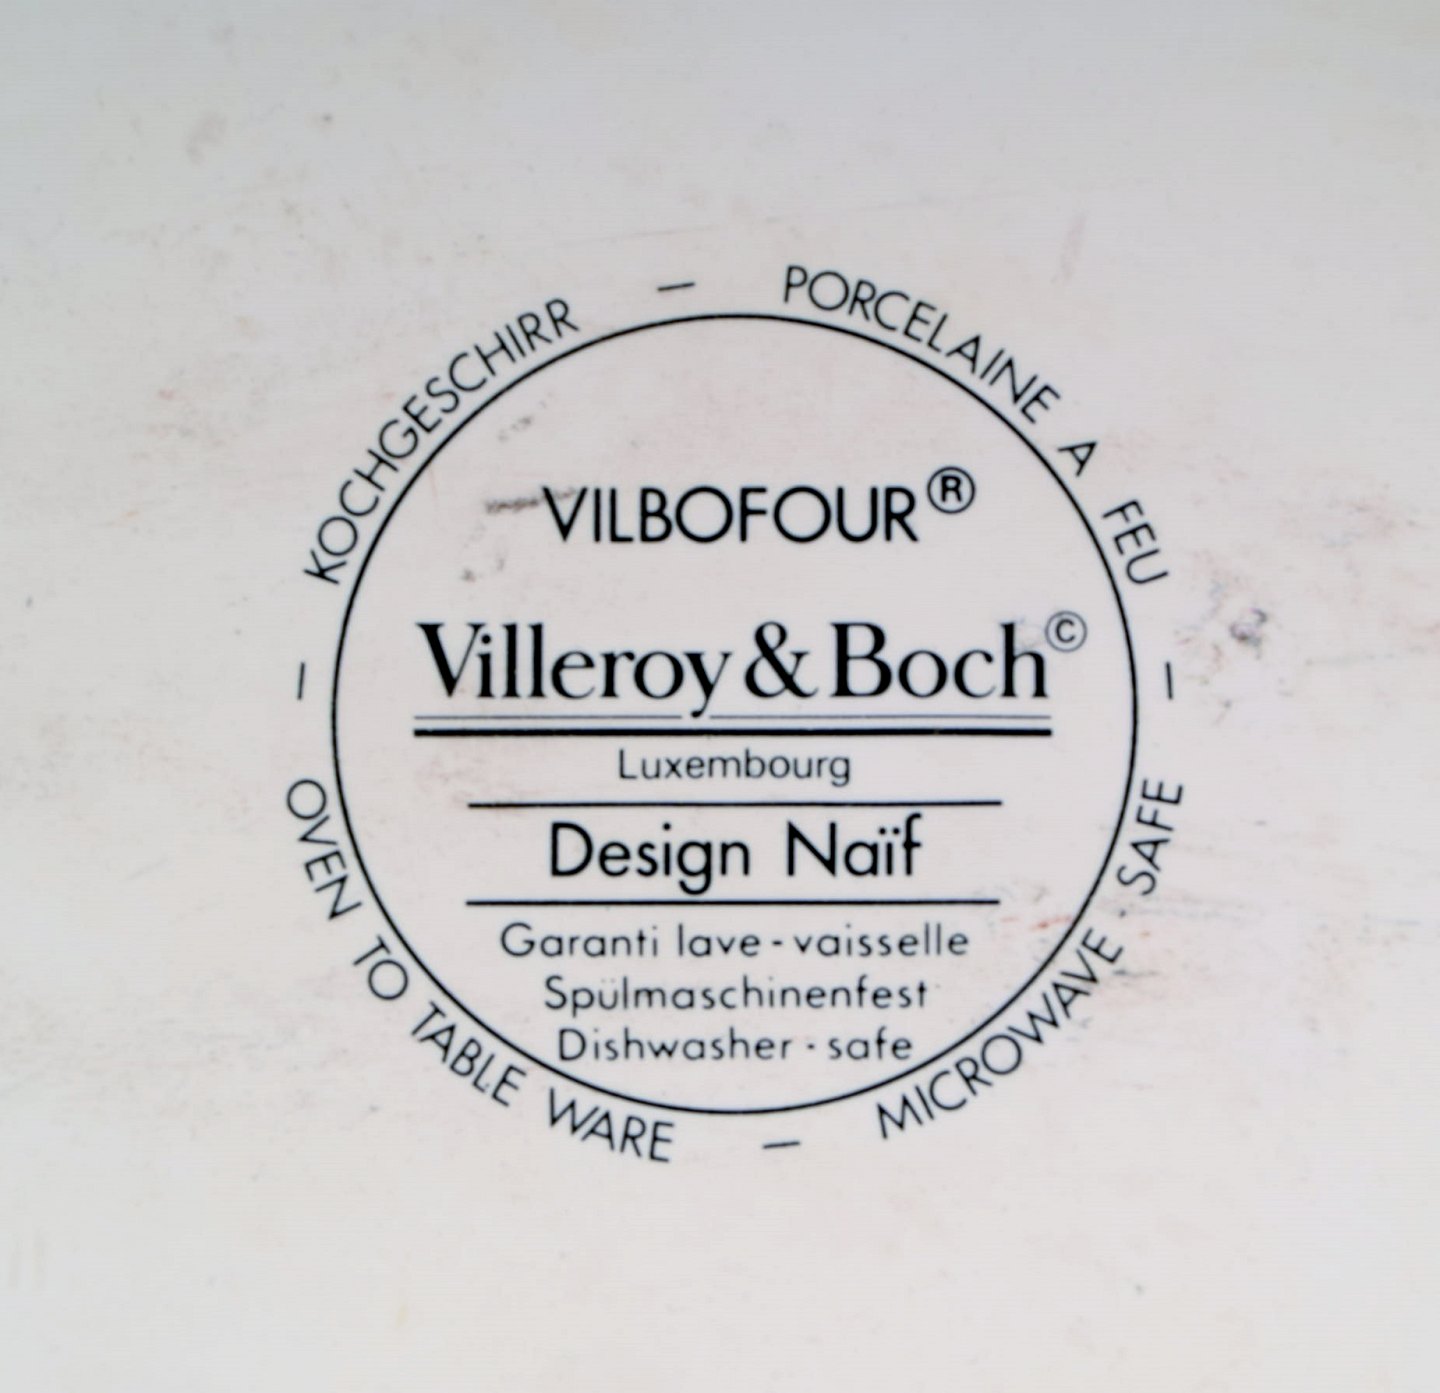 KOCHGESCHIRR – PORCELAINE A FEU – MICROWAVE · SAFE – OVEN TO TABLE WARE –
VILBOFOUR®
Villeroy & Boch©
Luxembourg
Design Naïf
Garanti lave - vaisselle
Spülmaschinenfest
Dishwasher · safe